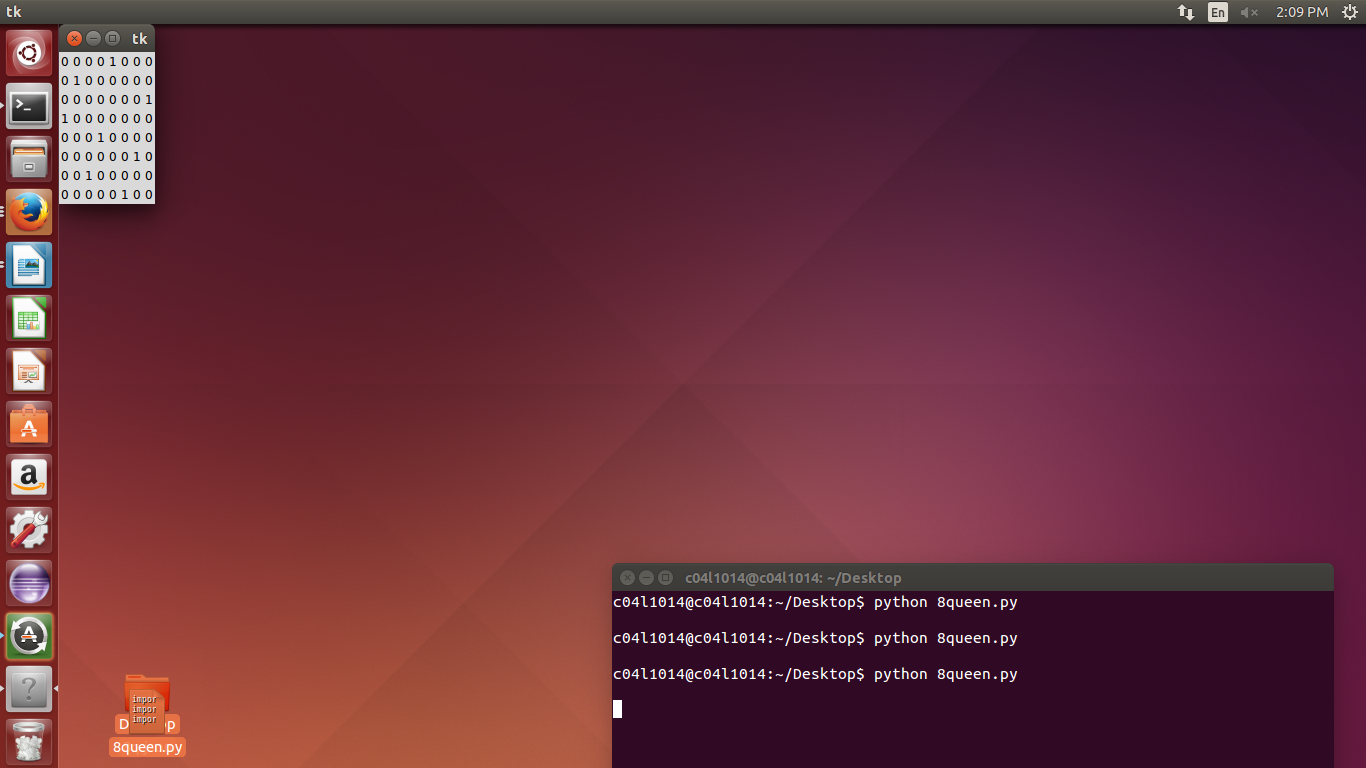 tk
En
2:09 PM
tk
0 0 0 0 1 0 0 0
0 1 0 0 0 0 0 0
0 0 0 0 0 0 0 1
1 0 0 0 0 0 0 0
0 0 0 1 0 0 0 0
0 0 0 0 0 0 1 0
0 0 1 0 0 0 0 0
0 0 0 0 0 1 0 0
c04l1014@c04l1014: ~/Desktop
c04l1014@c04l1014:~/Desktop$ python 8queen.py
c04l1014@c04l1014:~/Desktop$ python 8queen.py
c04l1014@c04l1014:~/Desktop$ python 8queen.py
impor
impor
impor
8queen.py